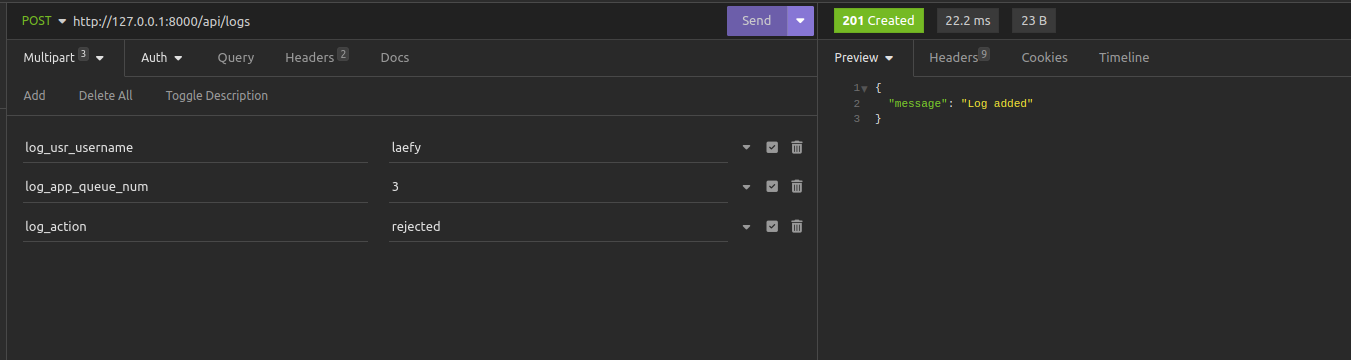 POST http://127.0.0.1:8000/api/logs Send
201 Created 22.2 ms 23 B
Multipart 3 Auth Query Headers 2 Docs
Preview Headers 9 Cookies Timeline
Add Delete All Toggle Description
1 {
2 "message": "Log added"
3 }
log_usr_username laefy
log_app_queue_num 3
log_action rejected